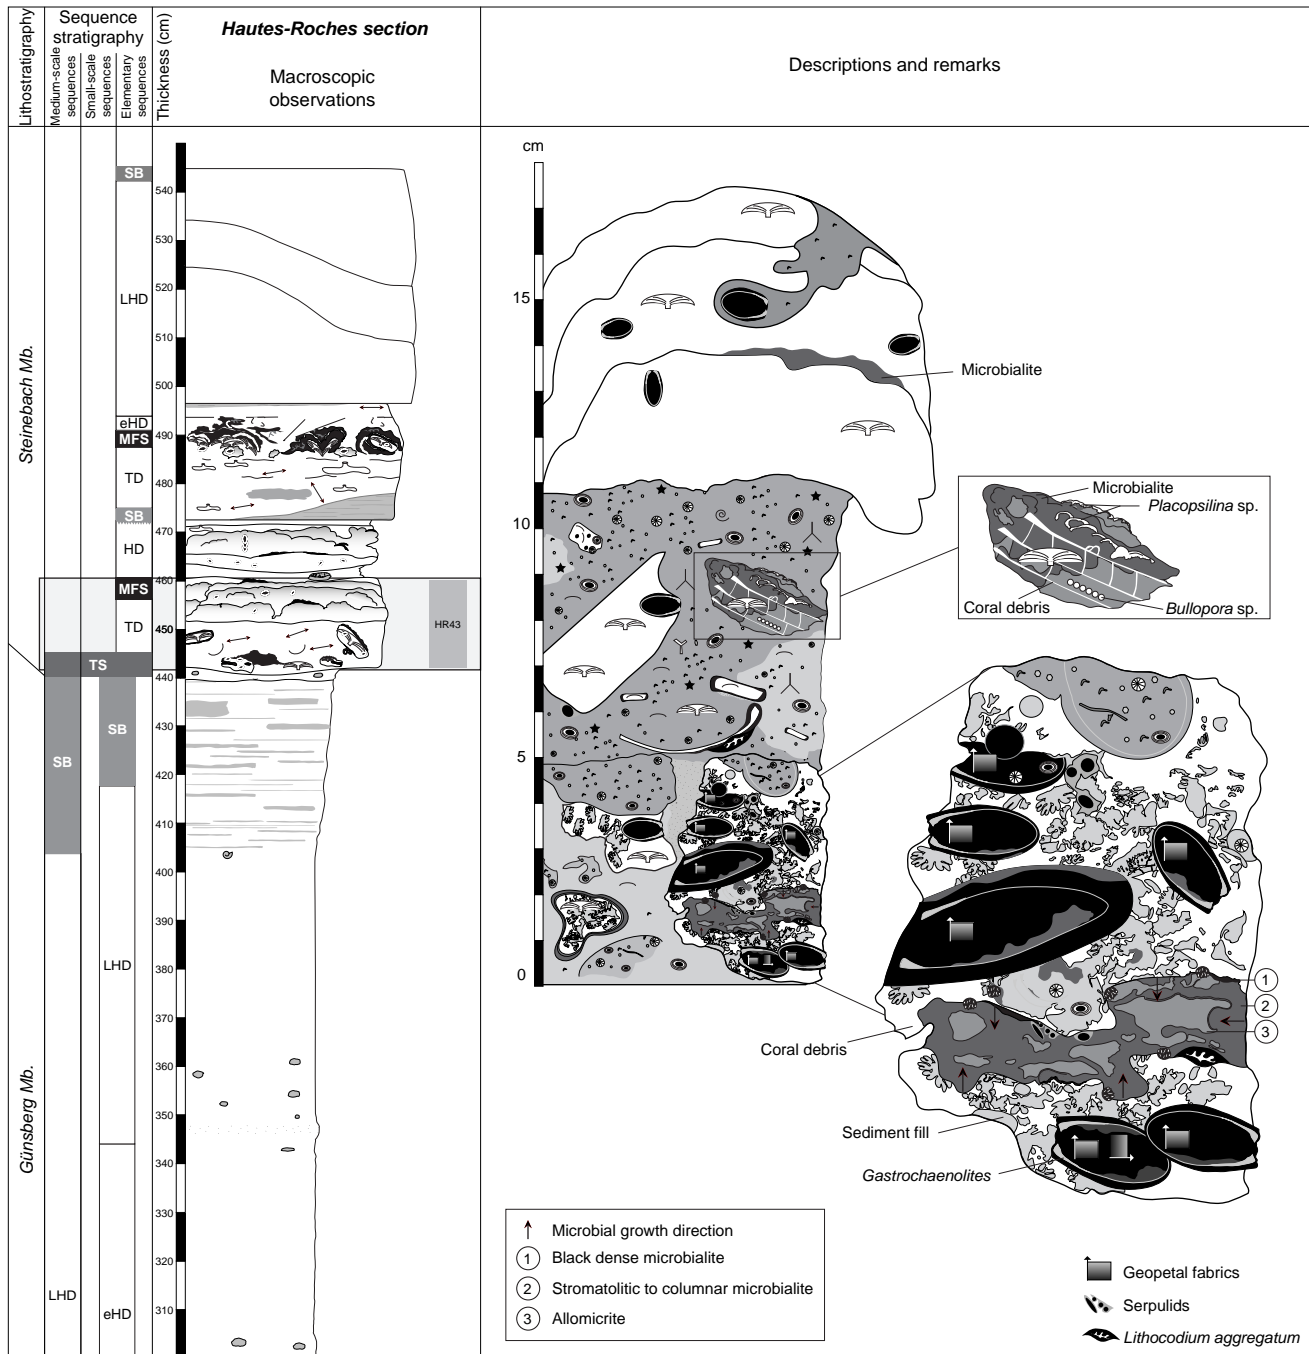 Lithostratigraphy
Sequence
stratigraphy
Medium-scale
sequences
Small-scale
sequences
Elementary
sequences
Thickness (cm)
Hautes-Roches section
Macroscopic
observations
Descriptions and remarks
Steinebach Mb.
Günsberg Mb.
SB
LHD
eHD
MFS
TD
SB
HD
MFS
TD
TS
SB
SB
LHD
LHD
eHD
540
530
520
510
500
490
480
470
460
450
440
430
420
410
400
390
380
370
360
350
340
330
320
310
HR43
cm
15
10
5
0
Microbialite
Microbialite
Placopsilina sp.
Coral debris
Bullopora sp.
1
2
3
Coral debris
Sediment fill
Gastrochaenolites
Microbial growth direction
1 Black dense microbialite
2 Stromatolitic to columnar microbialite
3 Allomicrite
Geopetal fabrics
Serpulids
Lithocodium aggregatum